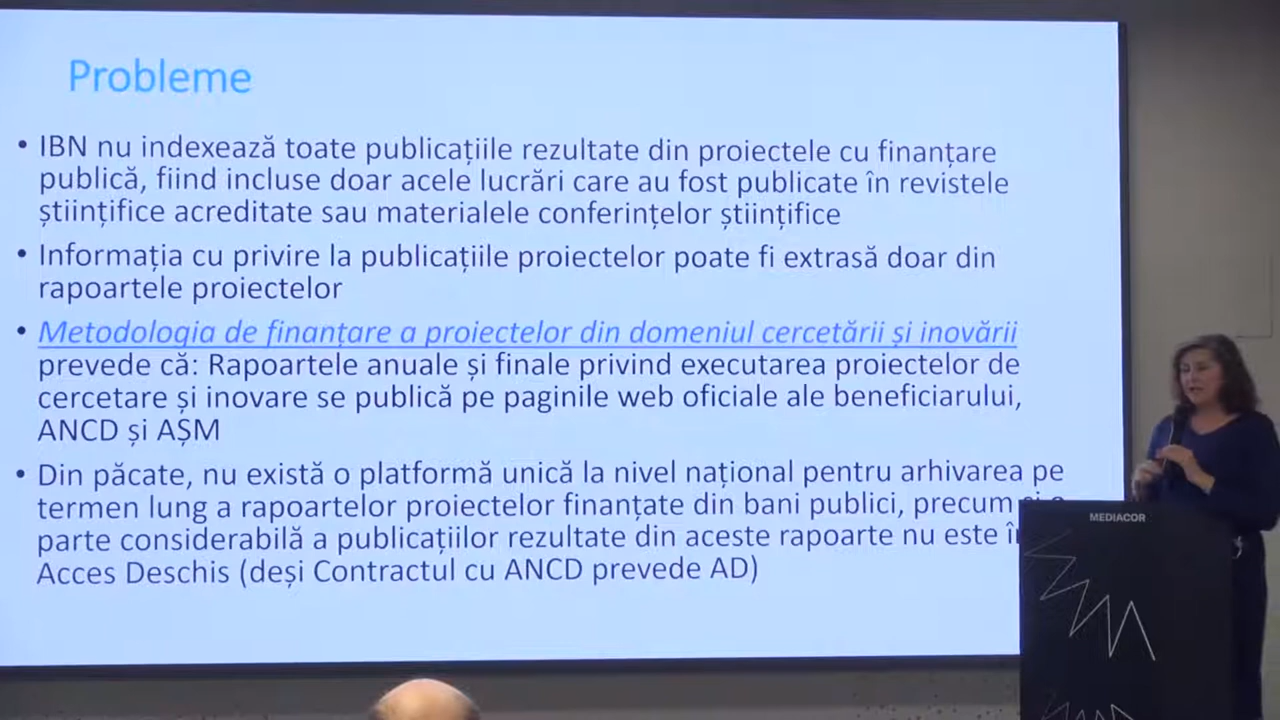 Probleme
• IBN nu indexează toate publicațiile rezultate din proiectele cu finanțare
publică, fiind incluse doar acele lucrări care au fost publicate în revistele
științifice acreditate sau materialele conferințelor științifice
• Informația cu privire la publicațiile proiectelor poate fi extrasă doar din
rapoartele proiectelor
• Metodologia de finanțare a proiectelor din domeniul cercetării și inovării
prevede că: Rapoartele anuale și finale privind executarea proiectelor de
cercetare și inovare se publică pe paginile web oficiale ale beneficiarului,
ANCD și AȘM
• Din păcate, nu există o platformă unică la nivel național pentru arhivarea pe
termen lung a rapoartelor proiectelor finanțate din bani publici, precum
parte considerabilă a publicațiilor rezultate din aceste rapoarte nu este
Acces Deschis (deși Contractul cu ANCD prevede AD)
MEDIACOR